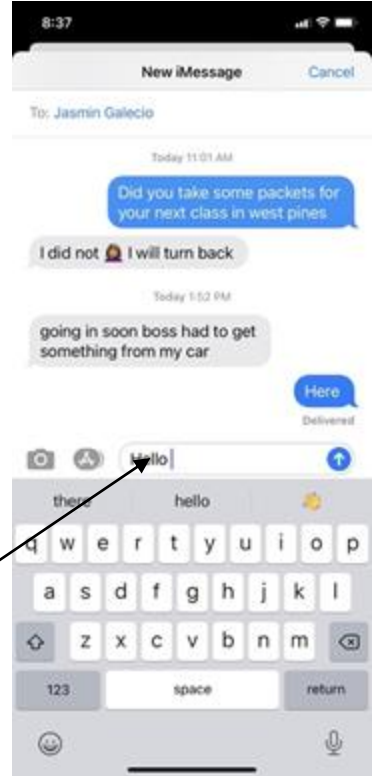 8:37
New iMessage Cancel
To: Jasmin Galecio
Today 11:01 AM
Did you take some packets for
your next class in west pines
I did not 🤦🏾‍♀️ I will turn back
Today 1:52 PM
going in soon boss had to get
something from my car
Here
Delivered
Hello
there hello 👋
q w e r t y u i o p
a s d f g h j k l
z x c v b n m
123 space return